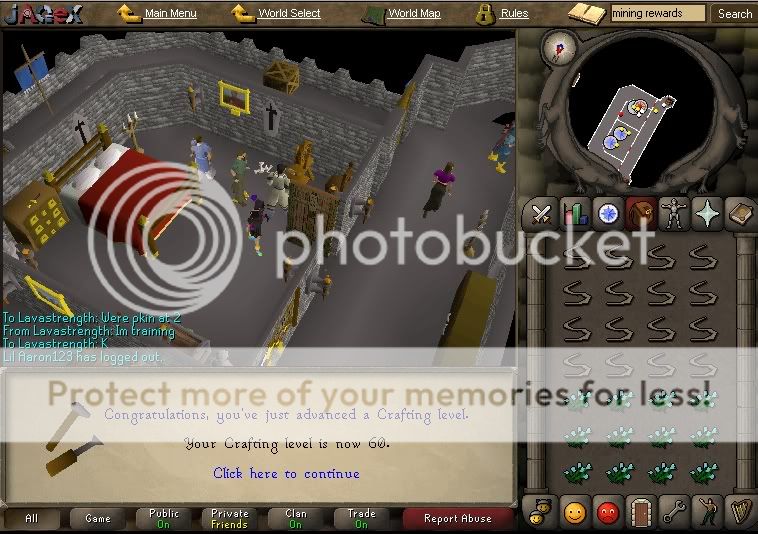 JAGEX Main Menu World Select World Map Rules mining rewards Search
photobucket
To Lavastrength: Were pkin at 2
From Lavastrength: Im training
To Lavastrength: K
Lil Aaron123 has logged out.
Protect more of your memories for less!
Congratulations, you've just advanced a Crafting level.
Your Crafting level is now 60.
Click here to continue
All Game Public Private Clan Trade Report Abuse
On Friends On On